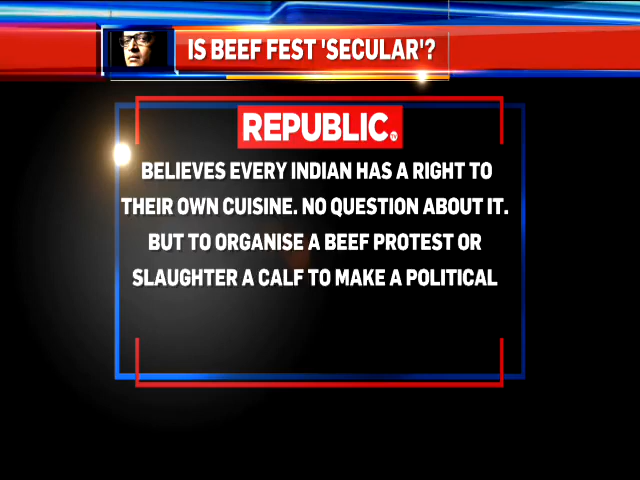 IS BEEF FEST 'SECULAR'?
REPUBLIC TV
BELIEVES EVERY INDIAN HAS A RIGHT TO
THEIR OWN CUISINE. NO QUESTION ABOUT IT.
BUT TO ORGANISE A BEEF PROTEST OR
SLAUGHTER A CALF TO MAKE A POLITICAL